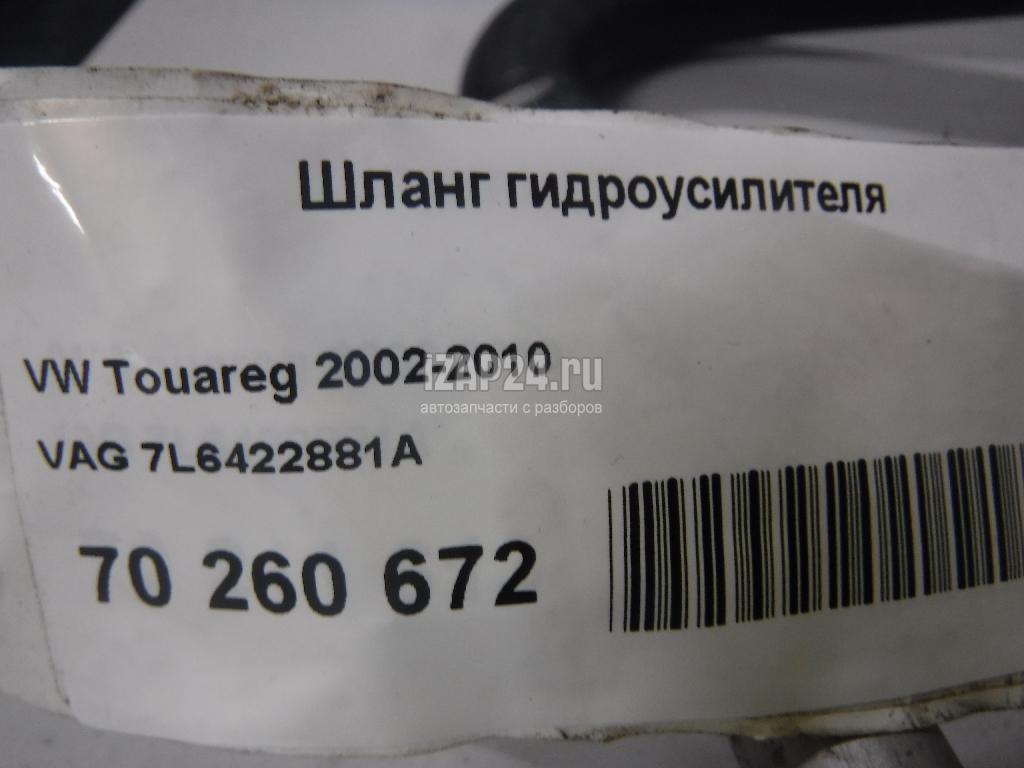 Шланг гидроусилителя
VW Touareg 2002-2010
iZAP24.ru
автозапчасти с разборов
VAG 7L6422881A
70 260 672